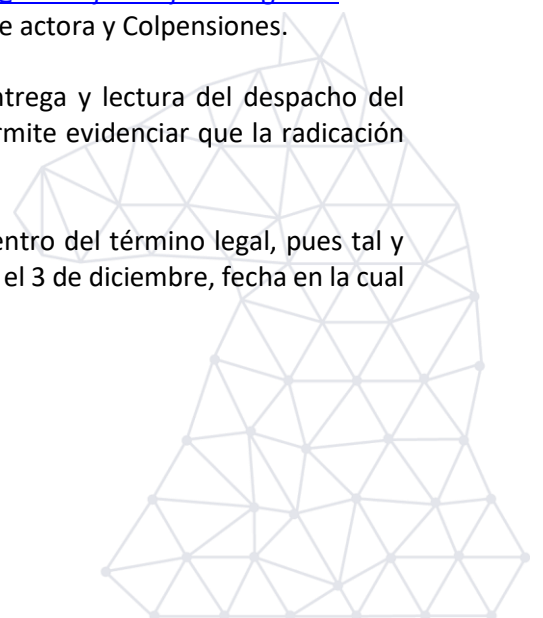 e actora y Colpensiones.
ntrega y lectura del despacho del
rmite evidenciar que la radicación
entro del término legal, pues tal y
el 3 de diciembre, fecha en la cual